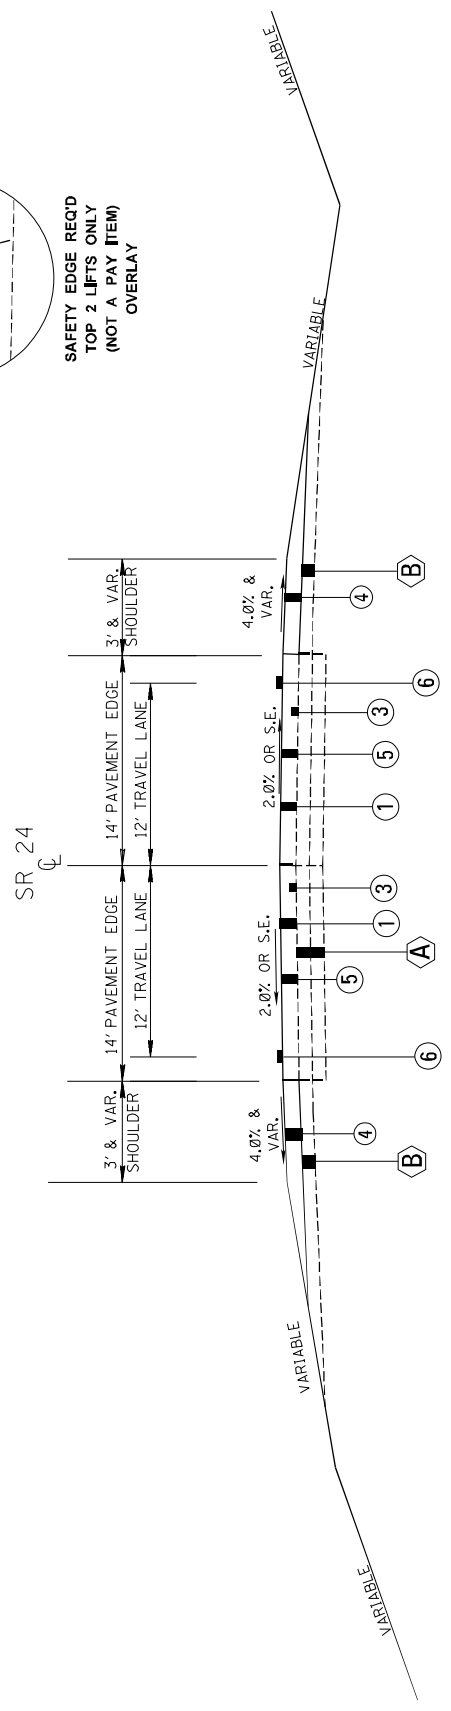 SR 24
CL
3' & VAR.
SHOULDER
14' PAVEMENT EDGE
12' TRAVEL LANE
14' PAVEMENT EDGE
12' TRAVEL LANE
3' & VAR.
SHOULDER
SAFETY EDGE REQ'D
TOP 2 LIFTS ONLY
(NOT A PAY ITEM)
OVERLAY
VARIABLE
VARIABLE
4.0% &
VAR.
2.0% OR S.E.
2.0% OR S.E.
4.0% &
VAR.
VARIABLE
VARIABLE
B
4
6
5
A
1
3
1
5
3
6
4
B